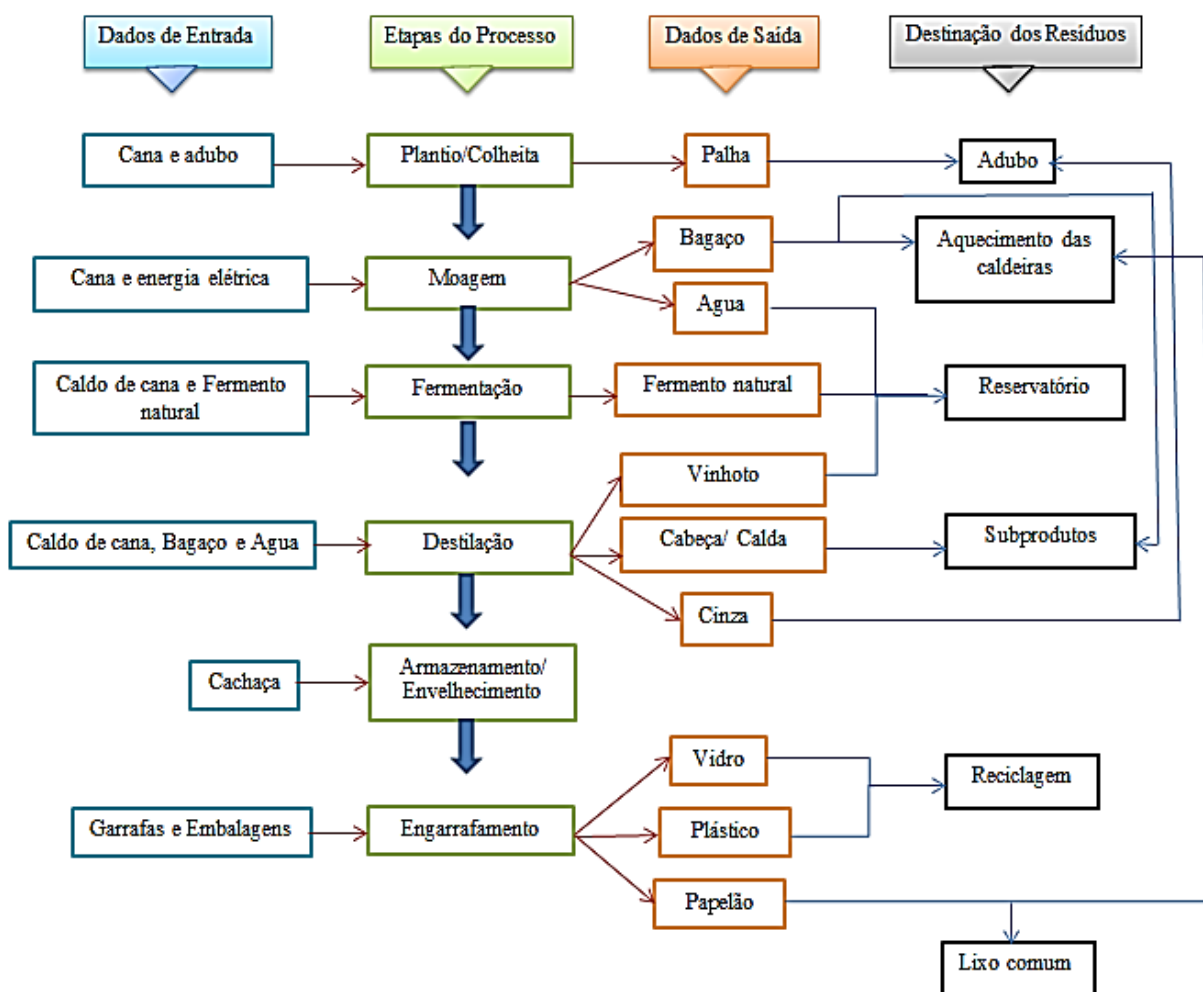 Dados de Entrada
Etapas do Processo
Dados de Saída
Destinação dos Resíduos
Cana e adubo
Plantio/Colheita
Palha
Adubo
Cana e energia elétrica
Moagem
Bagaço
Agua
Aquecimento das
caldeiras
Caldo de cana e Fermento
natural
Fermentação
Fermento natural
Reservatório
Vinhoto
Caldo de cana, Bagaço e Agua
Destilação
Cabeça/ Calda
Subprodutos
Cinza
Cachaça
Armazenamento/
Envelhecimento
Vidro
Reciclagem
Garrafas e Embalagens
Engarrafamento
Plástico
Papelão
Lixo comum